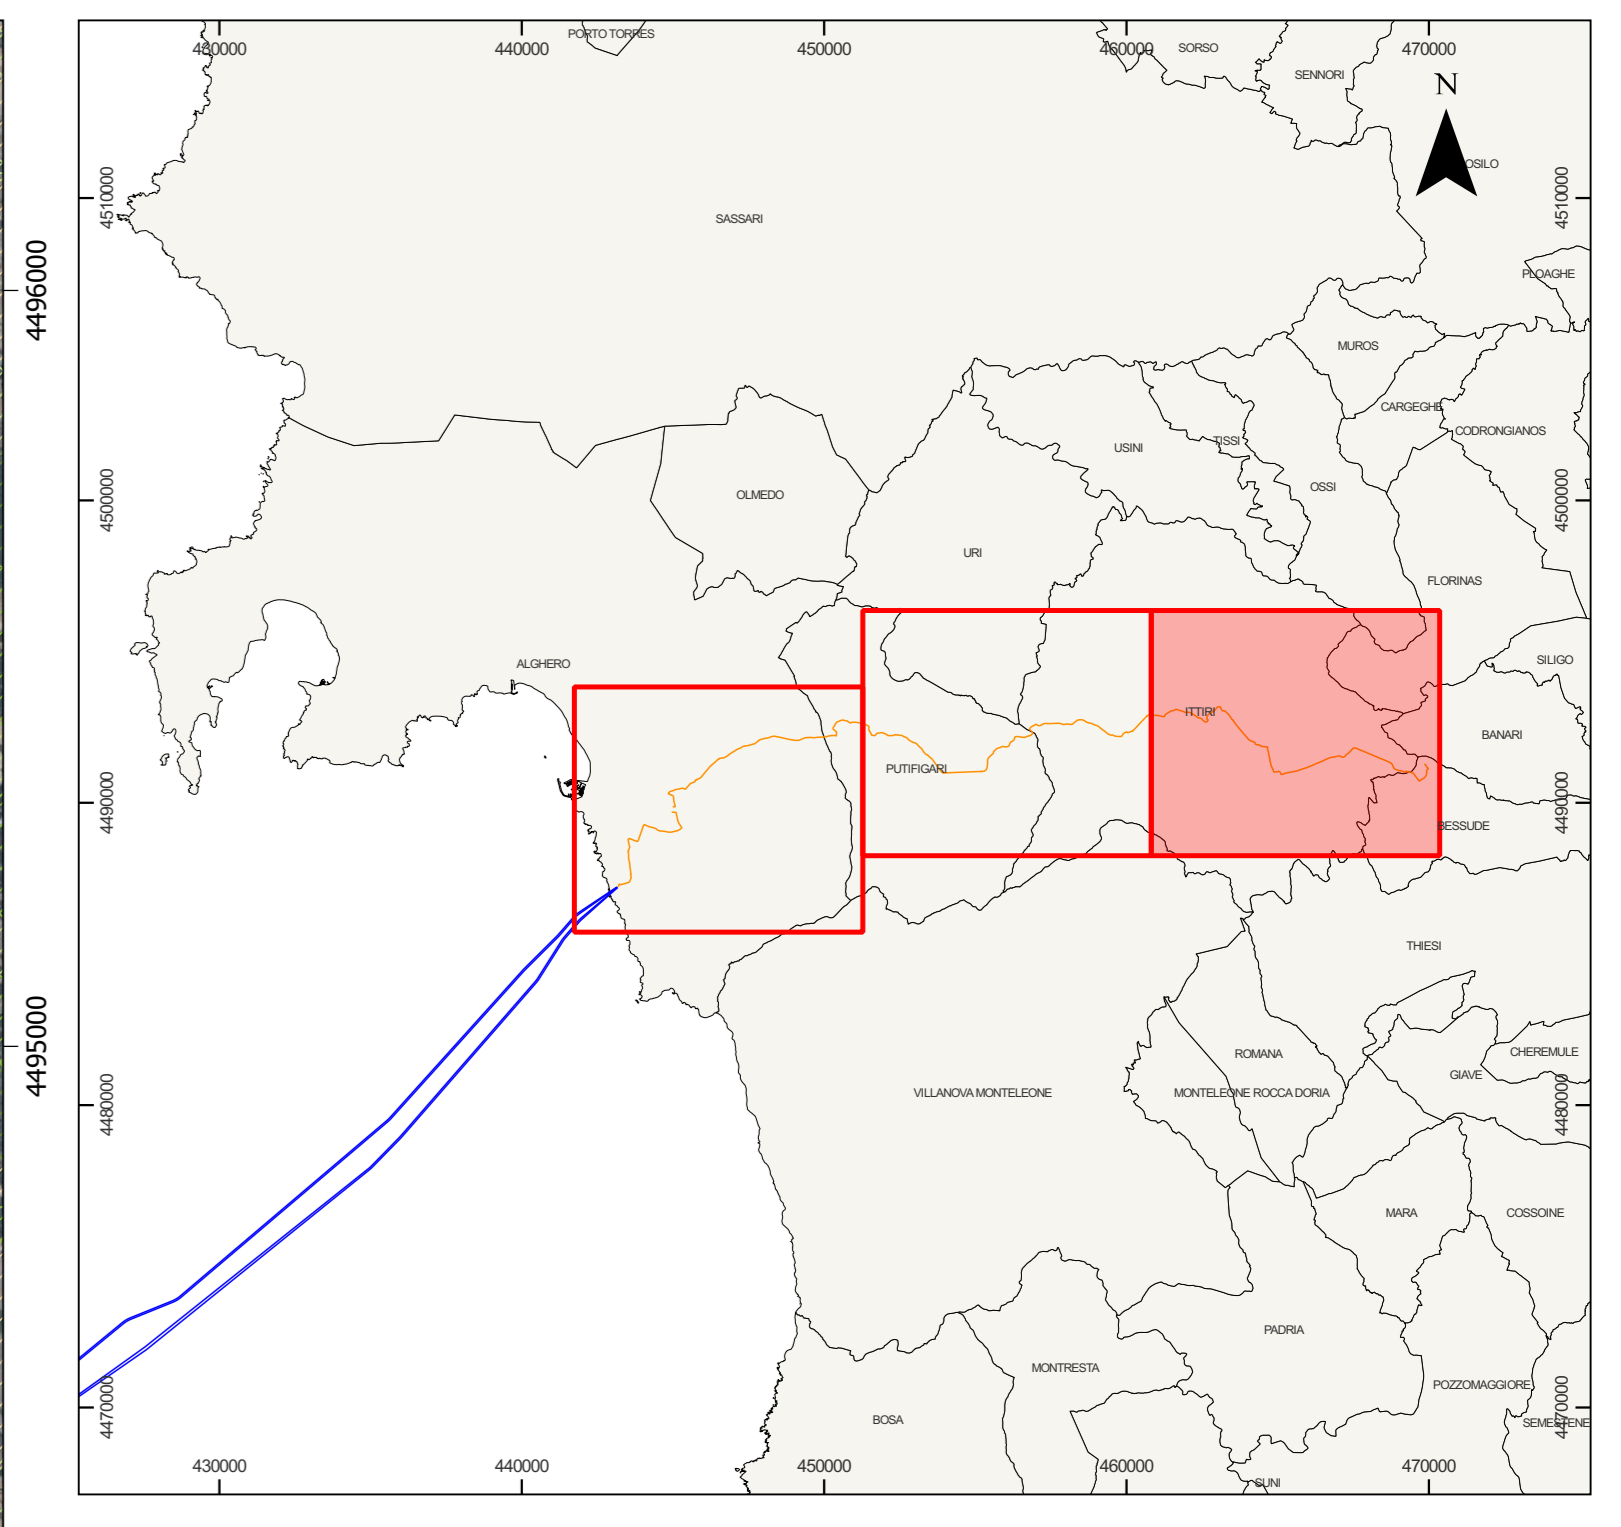 430000
440000
450000
460000
470000
PORTO TORRES
SORSO
SENNORI
N
OSILO
4510000
4510000
SASSARI
4496000
PLOAGHE
MUROS
CARGEGHE
CODRONGIANOS
USINI
TISSI
OSSI
OLMEDO
4500000
4500000
URI
FLORINAS
ALGHERO
SILIGO
ITTIRI
BANARI
PUTIFIGARI
4490000
4490000
BESSUDE
THIESI
4495000
ROMANA
CHEREMULE
GIAVE
VILLANOVA MONTELEONE
MONTELEONE ROCCA DORIA
4480000
4480000
MARA
COSSOINE
PADRIA
MONTRESTA
POZZOMAGGIORE
4470000
4470000
BOSA
SEMESTENE
430000
440000
450000
460000
470000
SUNI